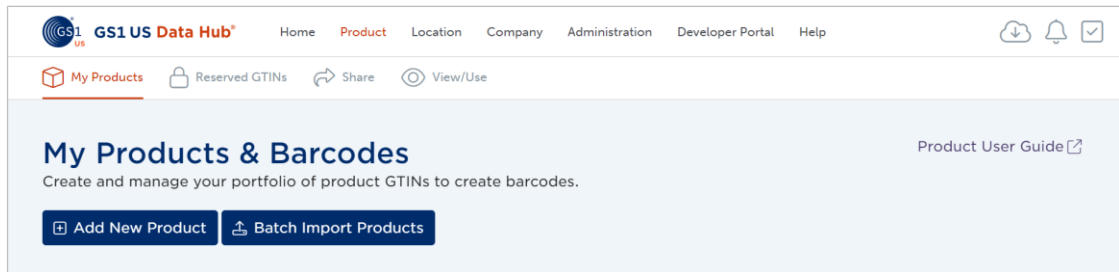 GS1 US GS1 US Data Hub® Home Product Location Company Administration Developer Portal Help
My Products Reserved GTINs Share View/Use
My Products & Barcodes Product User Guide
Create and manage your portfolio of product GTINs to create barcodes.
Add New Product Batch Import Products